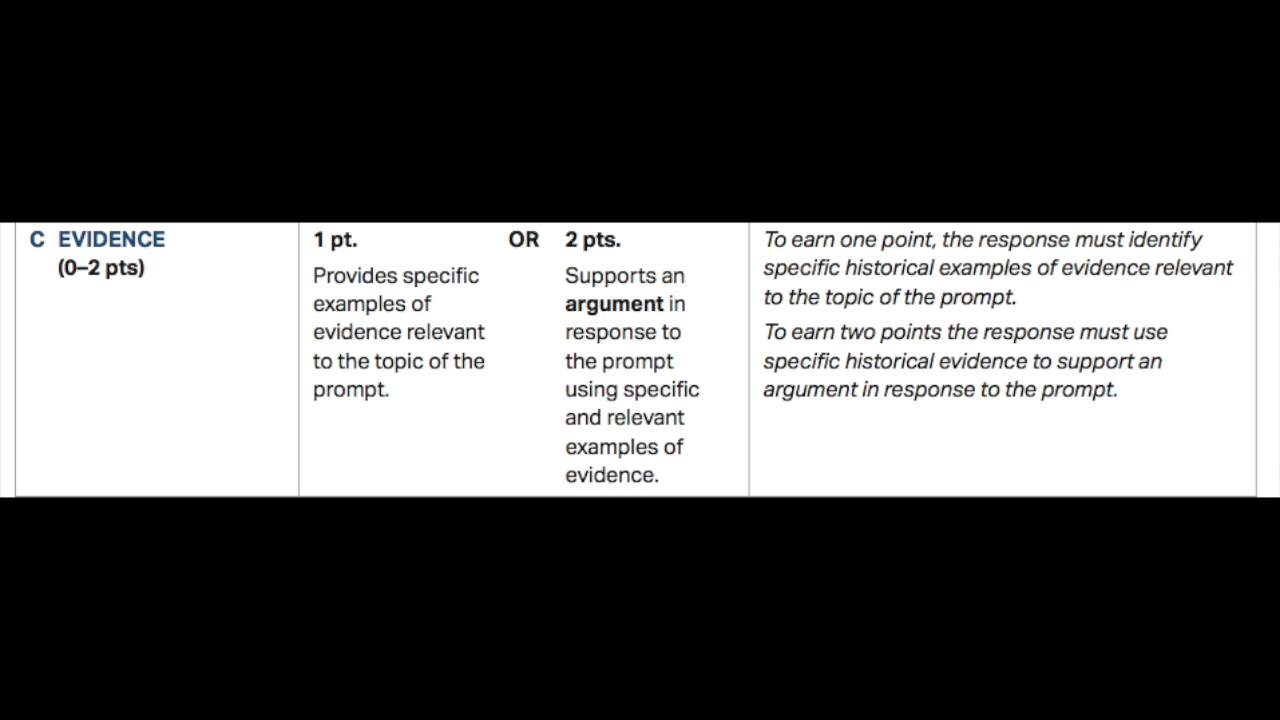 C EVIDENCE
(0–2 pts)
1 pt.
Provides specific
examples of
evidence relevant
to the topic of the
prompt.
OR
2 pts.
Supports an
argument in
response to
the prompt
using specific
and relevant
examples of
evidence.
To earn one point, the response must identify
specific historical examples of evidence relevant
to the topic of the prompt.
To earn two points the response must use
specific historical evidence to support an
argument in response to the prompt.